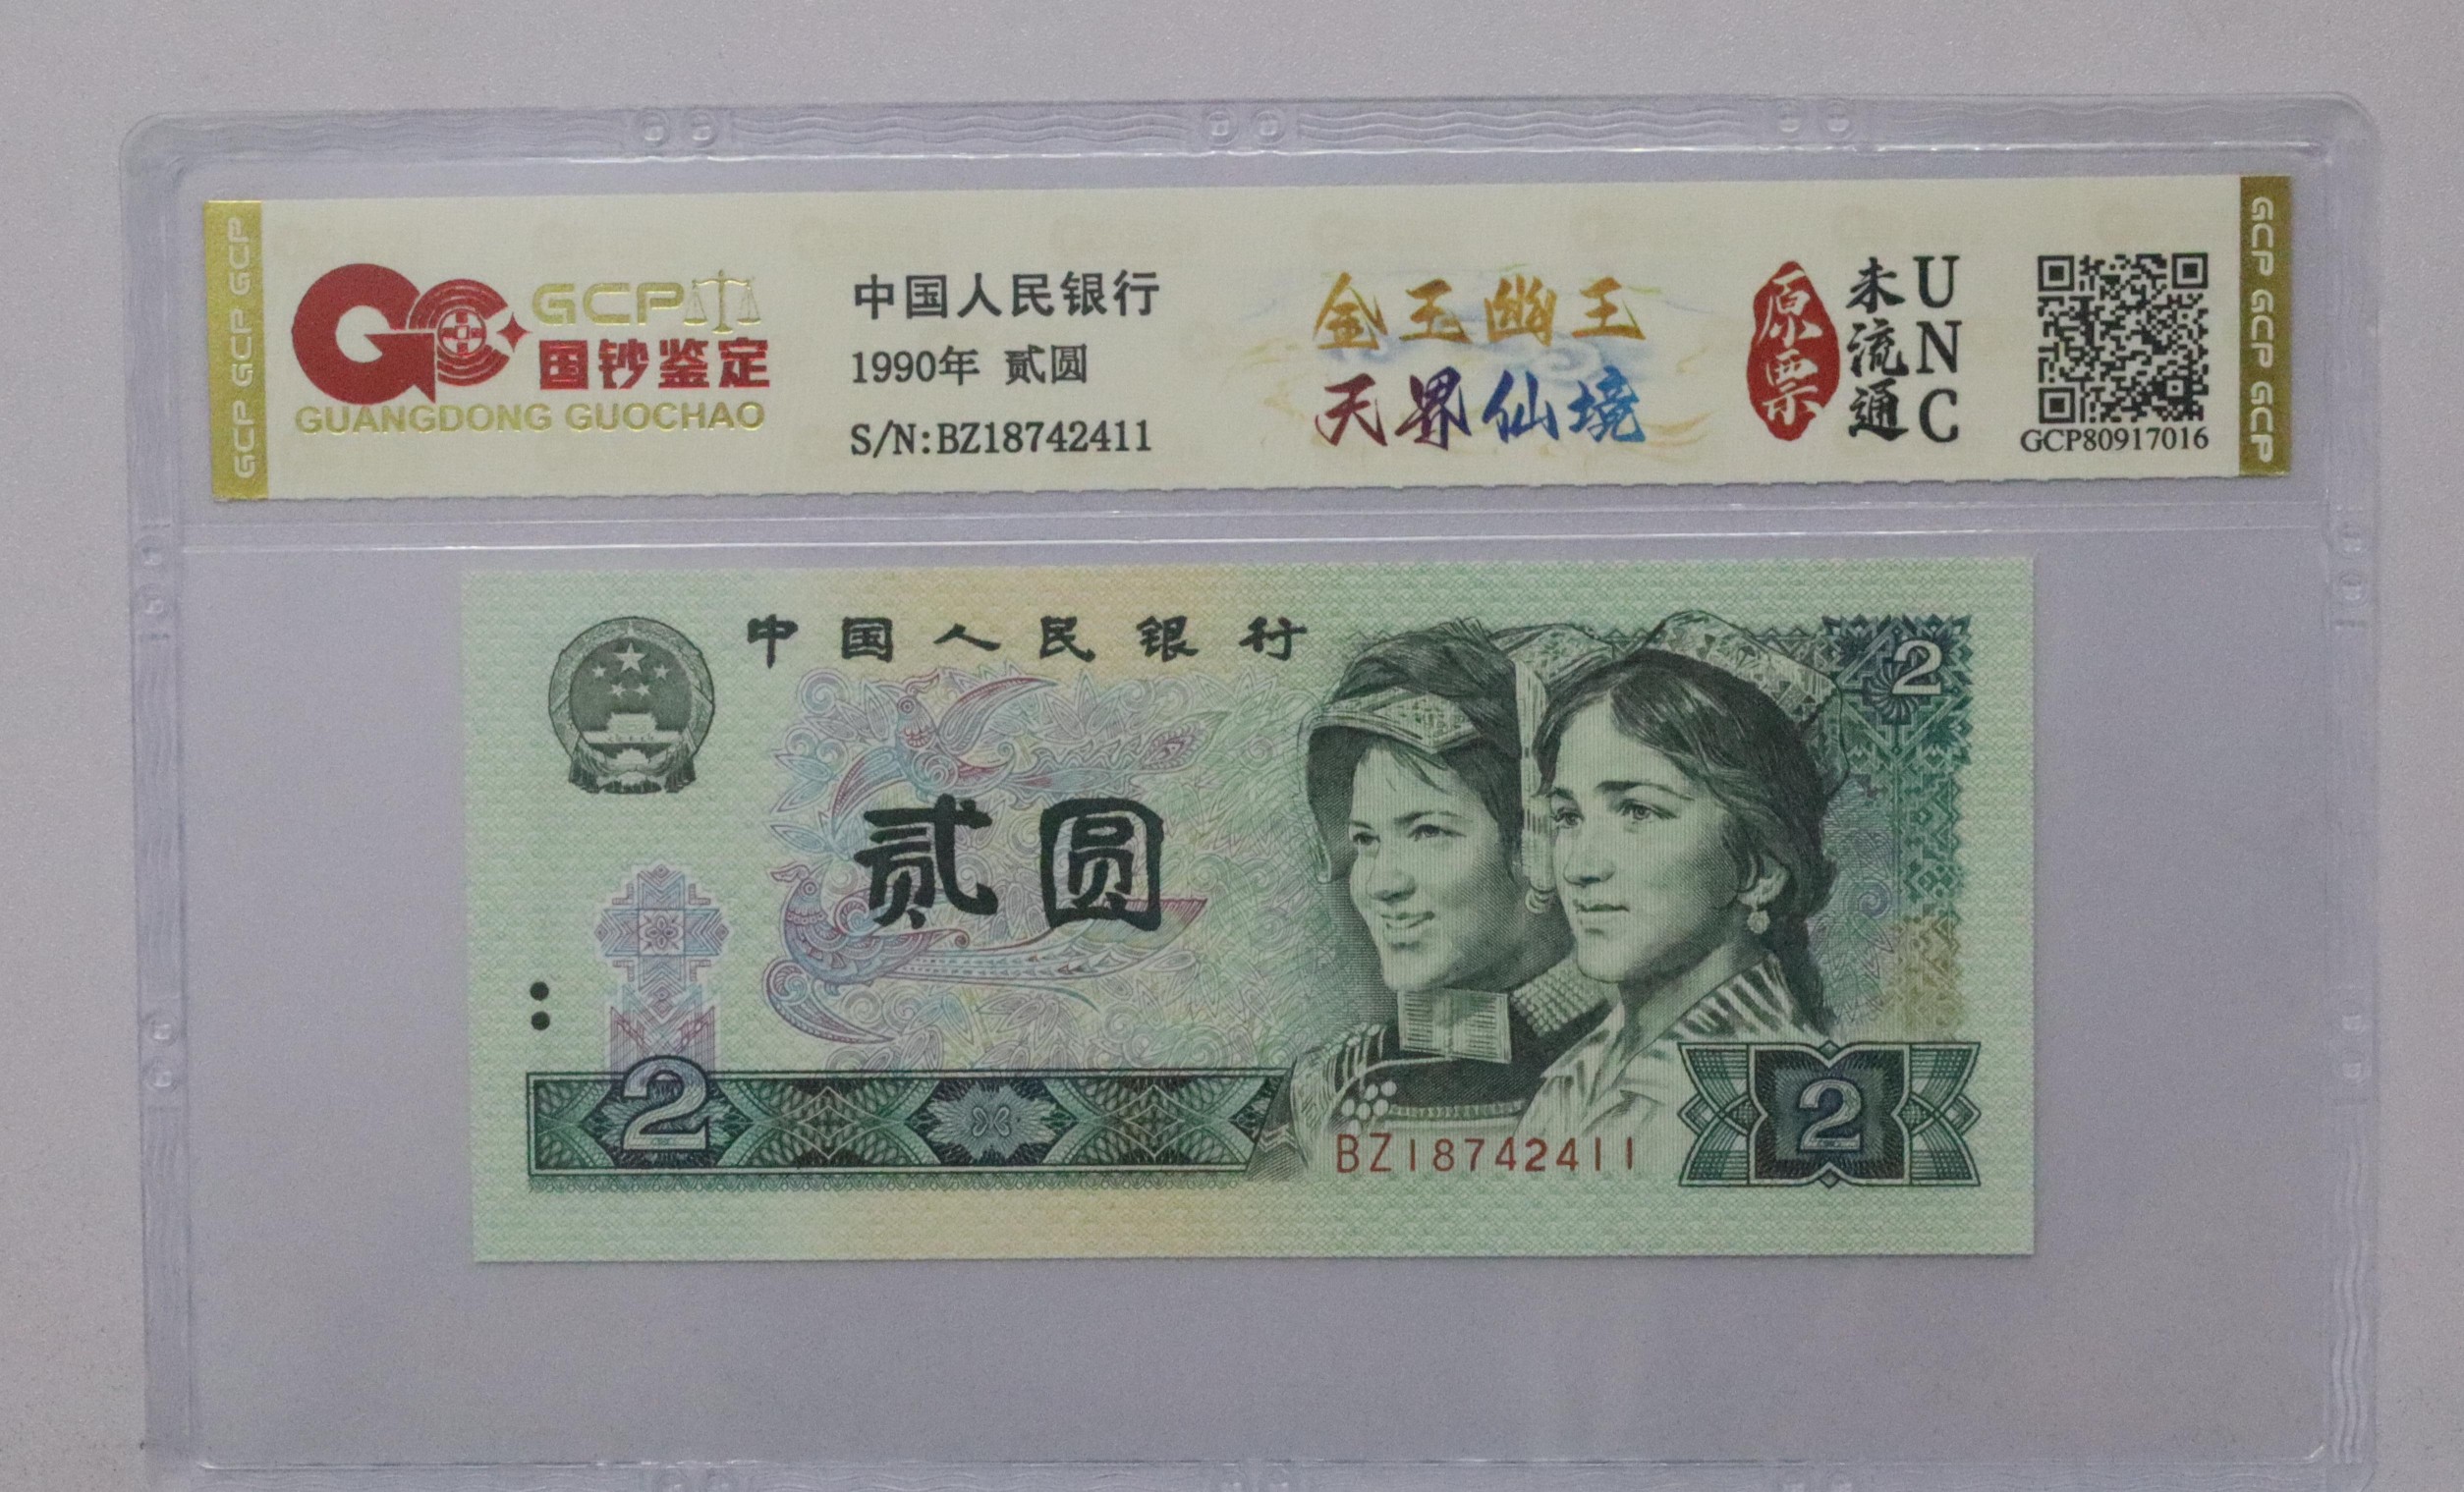 GCP GCP GCP
GCP
国钞鉴定
GUANGDONG GUOCHAO
中国人民银行
1990年 贰圆
S/N:BZ18742411
金玉幽王
天界仙境
原票
未流通
UNC
GCP80917016
GCP GCP GCP
中国人民银行
2
贰圆
2
BZ18742411
2